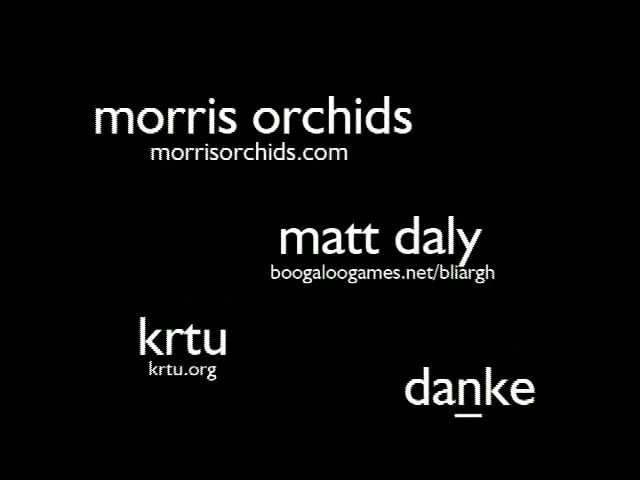 morris orchids
morrisorchids.com
matt daly
boogaloogames.net/bliargh
krtu
krtu.org
danke